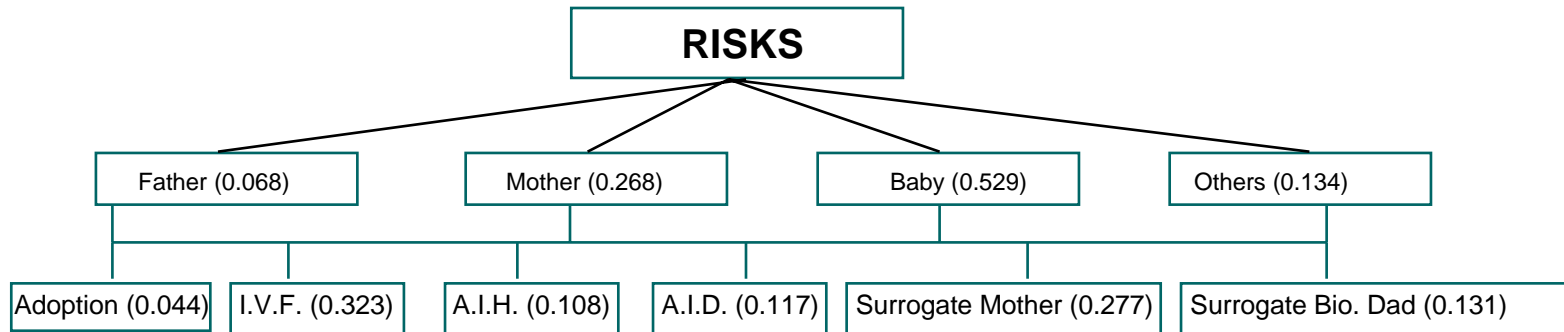 RISKS
Father (0.068)
Mother (0.268)
Baby (0.529)
Others (0.134)
Adoption (0.044)
I.V.F. (0.323)
A.I.H. (0.108)
A.I.D. (0.117)
Surrogate Mother (0.277)
Surrogate Bio. Dad (0.131)